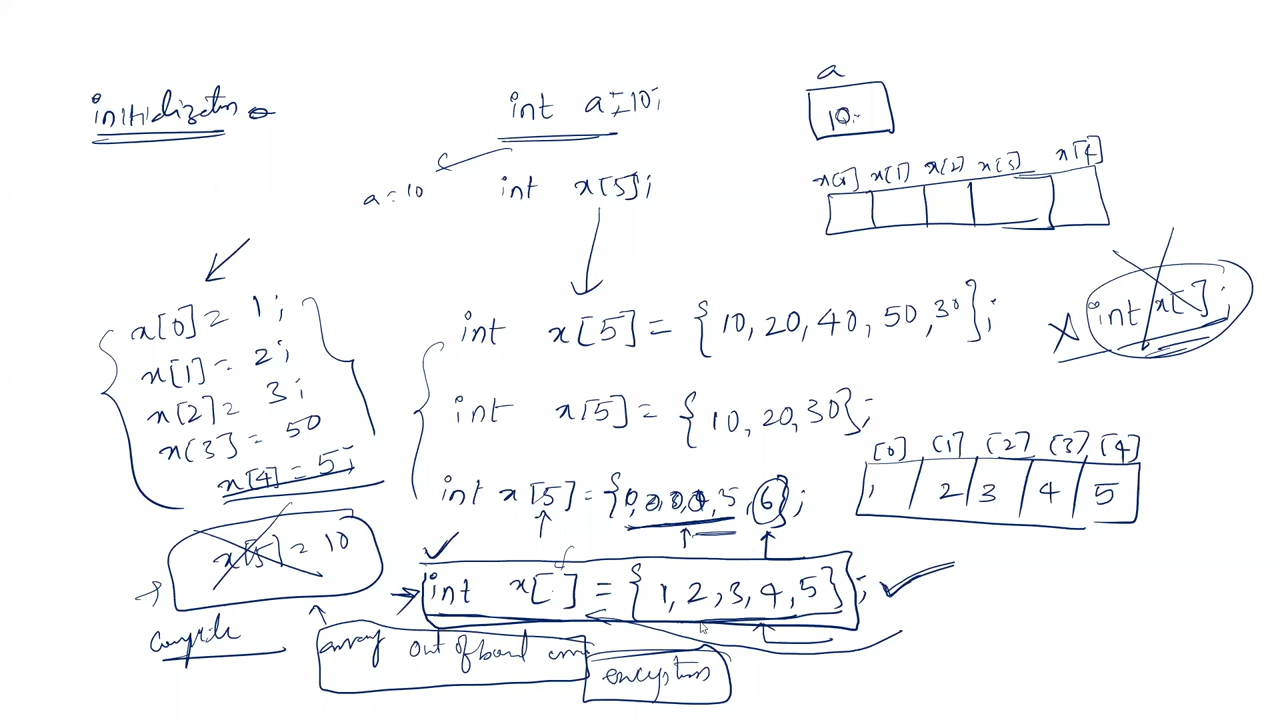 initialization
int a=10;
a
10
a=10
int x[5];
x[0] x[1] x[2] x[3] x[4]
x[0] = 1;
x[1] = 2;
x[2] = 3;
x[3] = 50
x[4] = 5;
int x[5] = {10, 20, 40, 50, 30};
int x[];
int x[5] = {10, 20, 30};
[0] [1] [2] [3] [4]
1 2 3 4 5
int x[5] = {0, 0, 0, 0, 5, 6};
x[5] = 10
int x[ ] = {1, 2, 3, 4, 5};
array out of bound